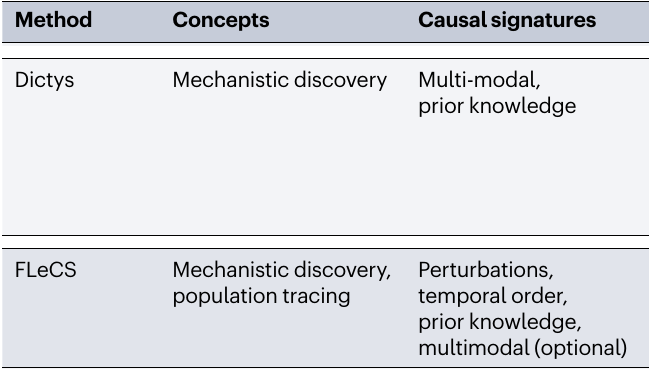 Method Concepts Causal signatures
Dictys Mechanistic discovery Multi-modal,
prior knowledge
FLeCS Mechanistic discovery, Perturbations,
population tracing temporal order,
prior knowledge,
multimodal (optional)